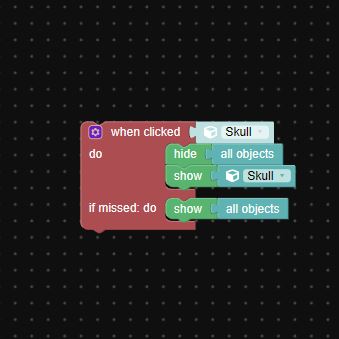 when clicked Skull
do hide all objects
show Skull
if missed: do show all objects